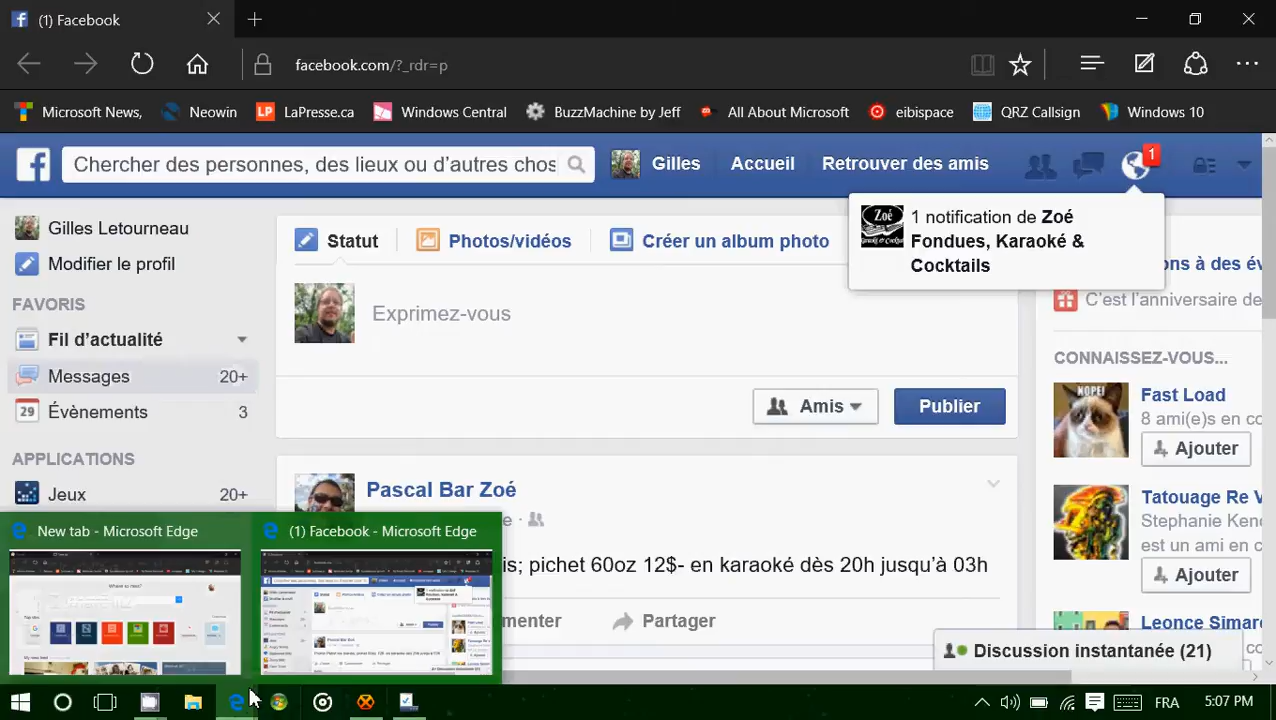 (1) Facebook
facebook.com/?_rdr=p
Microsoft News,
Neowin
LaPresse.ca
Windows Central
BuzzMachine by Jeff
All About Microsoft
eibispace
QRZ Callsign
Windows 10
Chercher des personnes, des lieux ou d'autres chos
Gilles
Accueil
Retrouver des amis
1
1 notification de Zoé
Fondues, Karaoké &
Cocktails
Gilles Letourneau
Modifier le profil
FAVORIS
Fil d'actualité
Messages 20+
Évènements 3
APPLICATIONS
Jeux 20+
Statut
Photos/vidéos
Créer un album photo
Exprimez-vous
Amis
Publier
Pascal Bar Zoé
is; pichet 60oz 12$- en karaoké dès 20h jusqu'à 03h
menter
Partager
ons à des év
C'est l'anniversaire de
CONNAISSEZ-VOUS...
NOPE!
Fast Load
8 ami(e)s en co
Ajouter
Tatouage Re V
Stephanie Kenc
est un ami en c
Ajouter
Leonce Simar
Discussion instantanée (21)
New tab - Microsoft Edge
(1) Facebook - Microsoft Edge
FRA
5:07 PM